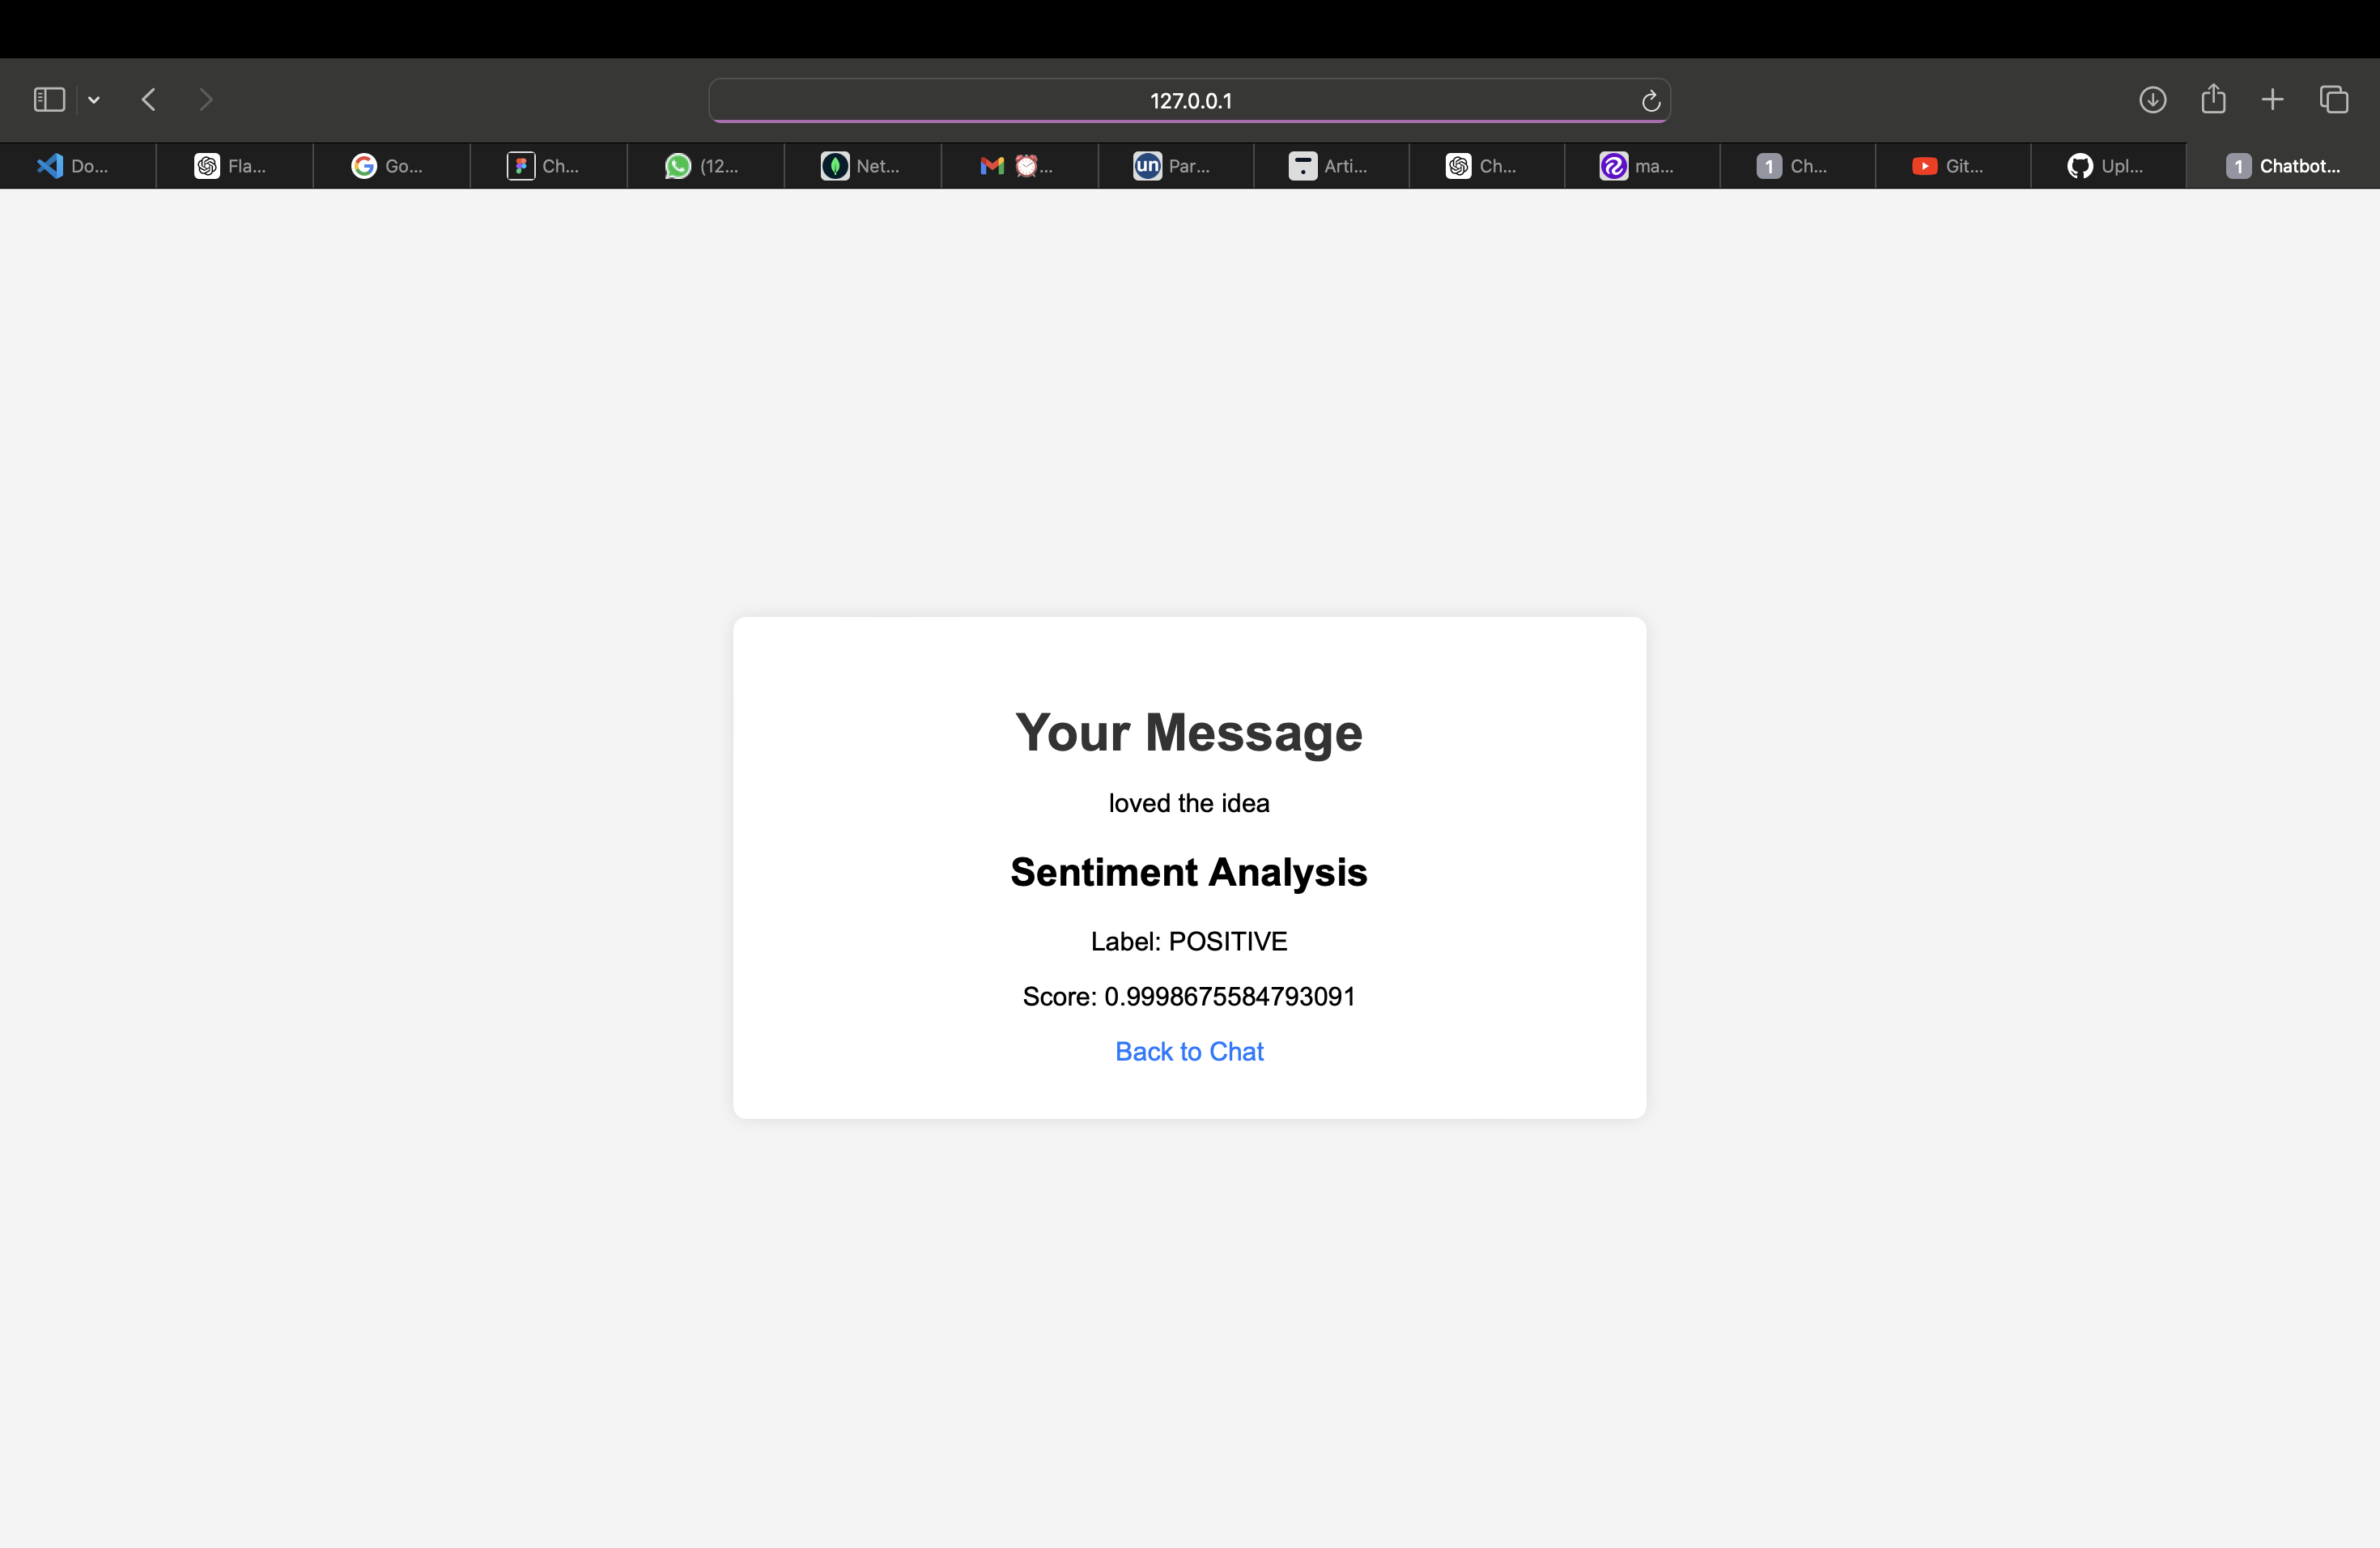 127.0.0.1
Do... Fla... Go... Ch... (12... Net... ... un Par... Arti... Ch... ma... 1 Ch... Git... Upl... 1 Chatbot...
Your Message
loved the idea
Sentiment Analysis
Label: POSITIVE
Score: 0.9998675584793091
Back to Chat